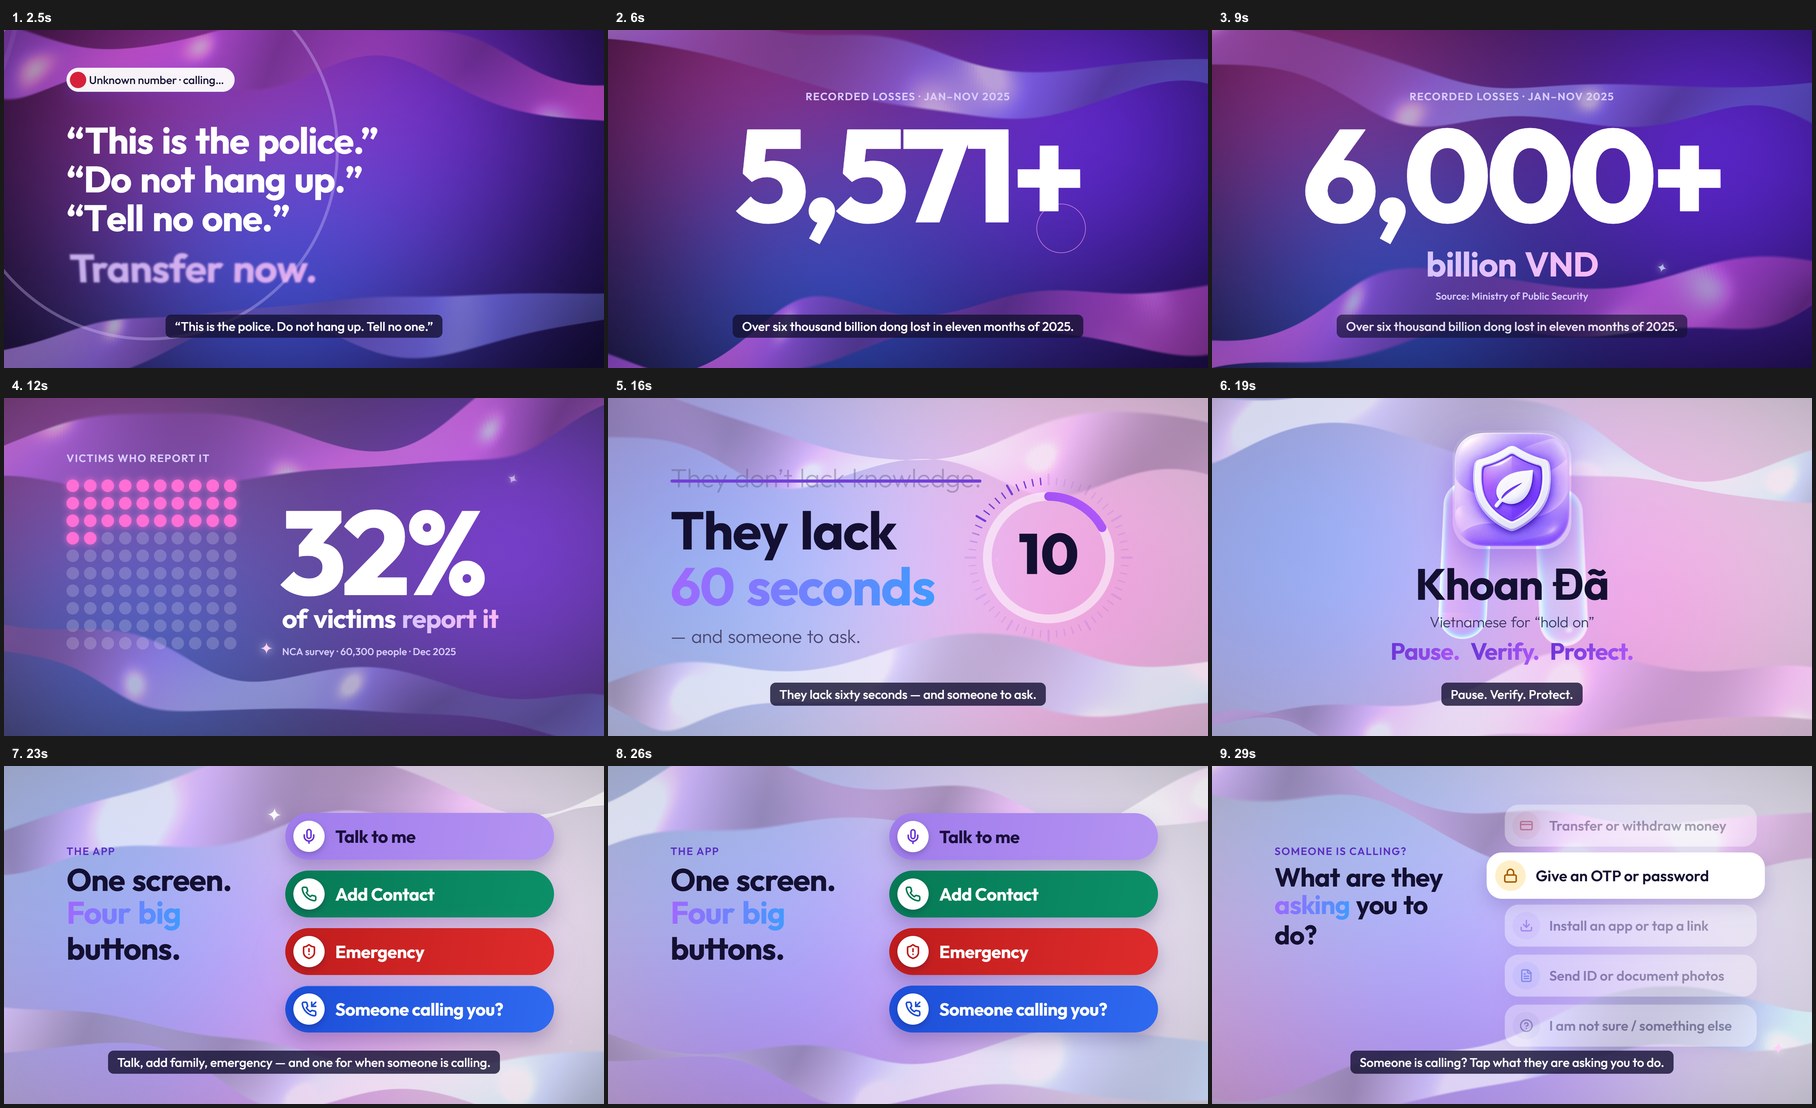 1. 2.5s
Unknown number · calling...
“This is the police.”
“Do not hang up.”
“Tell no one.”
Transfer now.
“This is the police. Do not hang up. Tell no one.”
2. 6s
RECORDED LOSSES · JAN–NOV 2025
5,571+
Over six thousand billion dong lost in eleven months of 2025.
3. 9s
RECORDED LOSSES · JAN–NOV 2025
6,000+
billion VND
Source: Ministry of Public Security
Over six thousand billion dong lost in eleven months of 2025.
4. 12s
VICTIMS WHO REPORT IT
32%
of victims report it
NCA survey · 60,300 people · Dec 2025
5. 16s
They don’t lack knowledge.
They lack
60 seconds
— and someone to ask.
10
They lack sixty seconds — and someone to ask.
6. 19s
Khoan Đã
Vietnamese for “hold on”
Pause. Verify. Protect.
Pause. Verify. Protect.
7. 23s
THE APP
One screen.
Four big
buttons.
Talk to me
Add Contact
Emergency
Someone calling you?
Talk, add family, emergency — and one for when someone is calling.
8. 26s
THE APP
One screen.
Four big
buttons.
Talk to me
Add Contact
Emergency
Someone calling you?
9. 29s
SOMEONE IS CALLING?
What are they
asking you to
do?
Transfer or withdraw money
Give an OTP or password
Install an app or tap a link
Send ID or document photos
I am not sure / something else
Someone is calling? Tap what they are asking you to do.